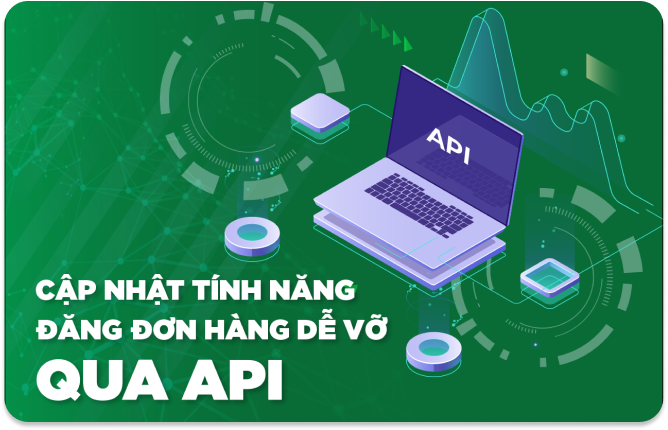 API
CẬP NHẬT TÍNH NĂNG
ĐĂNG ĐƠN HÀNG DỄ VỠ
QUA API